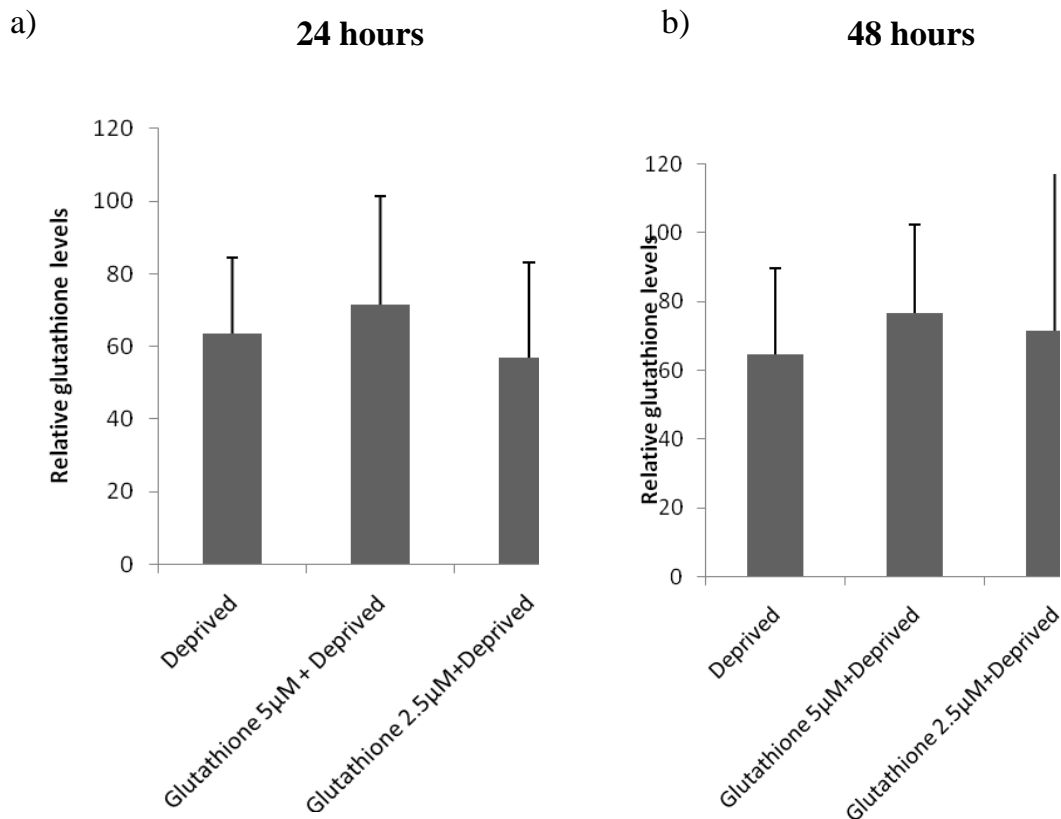 a)
24 hours
Relative glutathione levels
120
100
80
60
40
20
0
Deprived
Glutathione 5µM + Deprived
Glutathione 2.5µM+Deprived
b)
48 hours
Relative glutathione levels
120
100
80
60
40
20
0
Deprived
Glutathione 5µM+Deprived
Glutathione 2.5µM+Deprived